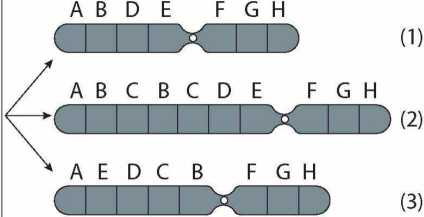 A B D E F G H (1)
A B C B C D E F G H (2)
A E D C B F G H (3)